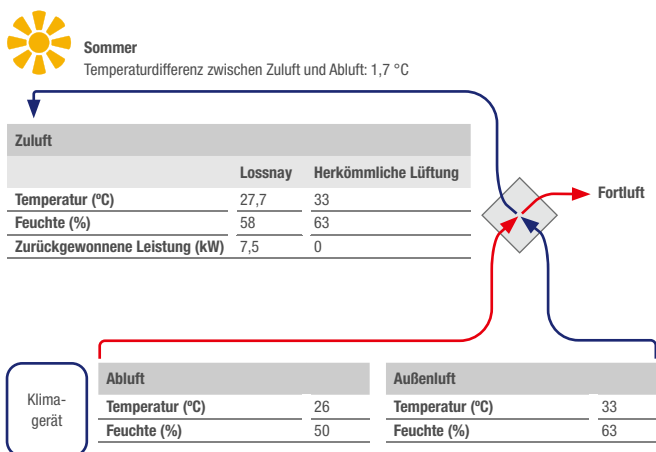 Sommer
Temperaturdifferenz zwischen Zuluft und Abluft: 1,7 °C
Zuluft
Lossnay Herkömmliche Lüftung
Temperatur (ºC) 27,7 33
Feuchte (%) 58 63
Zurückgewonnene Leistung (kW) 7,5 0
Fortluft
Klima-
gerät
Abluft
Temperatur (ºC) 26
Feuchte (%) 50
Außenluft
Temperatur (ºC) 33
Feuchte (%) 63